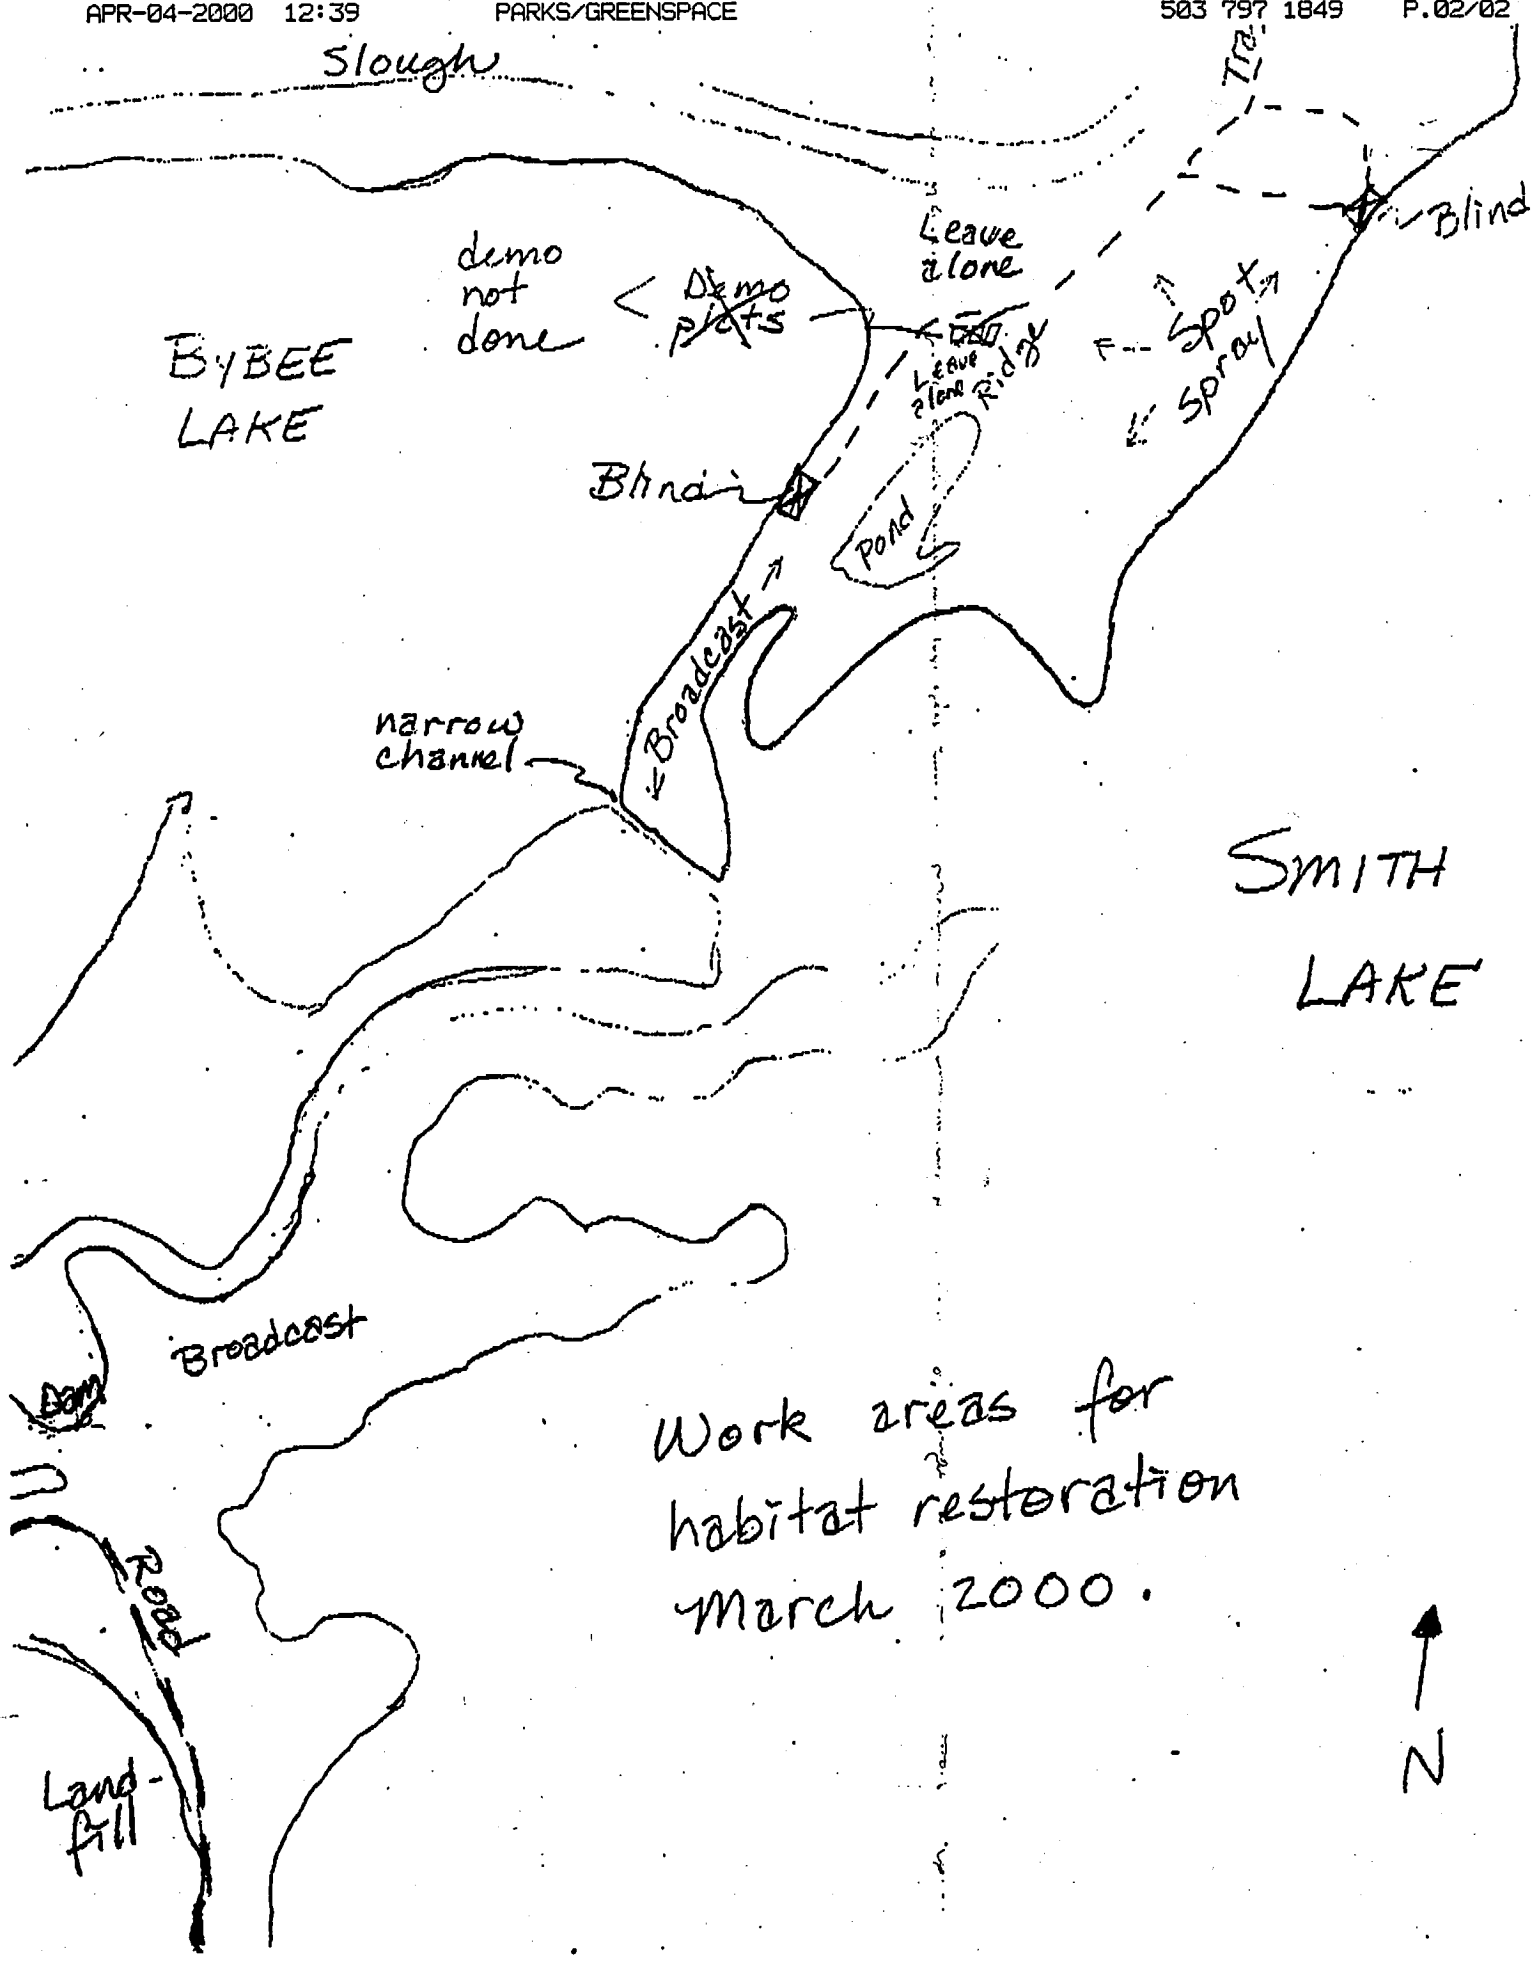 APR-04-2000 12:39 PARKS/GREENSPACE 503 797 1849 P.02/02
Slough
Tra
Blind
Leave
alone
demo
not
done
Demo
plots
Spot
Spray
Ridge
Leave
alone
BYBEE
LAKE
Blind
Pond
Broadcast
narrow
channel
SMITH
LAKE
Broadcast
Dam
Work areas for
habitat restoration
March 2000.
Road
N
Land
fill